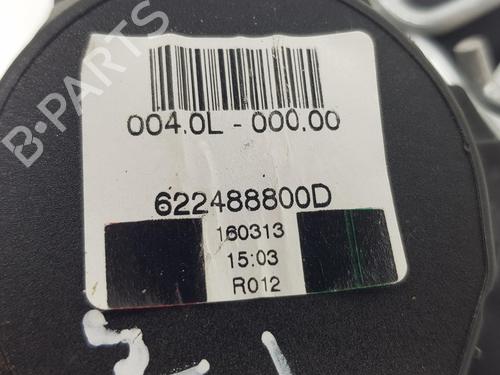 B-PARTS
004.0L - 000.00
622488800D
160313
15:03
R012